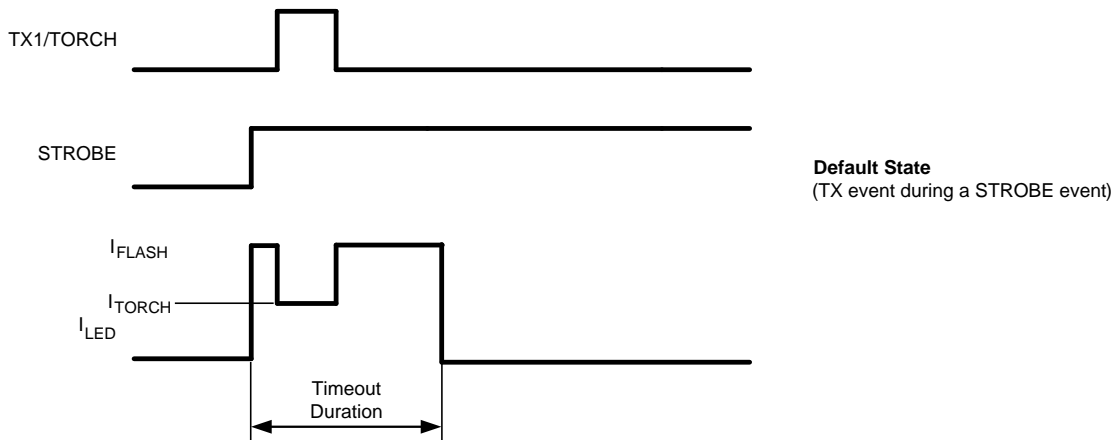 TX1/TORCH
STROBE
Default State
(TX event during a STROBE event)
IFLASH
ITORCH
ILED
Timeout
Duration